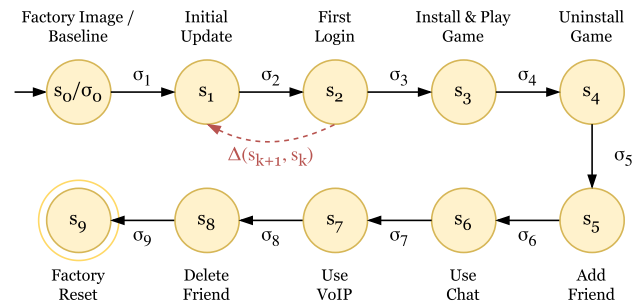 Factory Image /
Baseline
Initial
Update
First
Login
Install & Play
Game
Uninstall
Game
s₀/σ₀
σ₁
s₁
σ₂
s₂
σ₃
s₃
σ₄
s₄
Δ(sₖ₊₁, sₖ)
σ₅
s₉
σ₉
s₈
σ₈
s₇
σ₇
s₆
σ₆
s₅
Factory
Reset
Delete
Friend
Use
VoIP
Use
Chat
Add
Friend